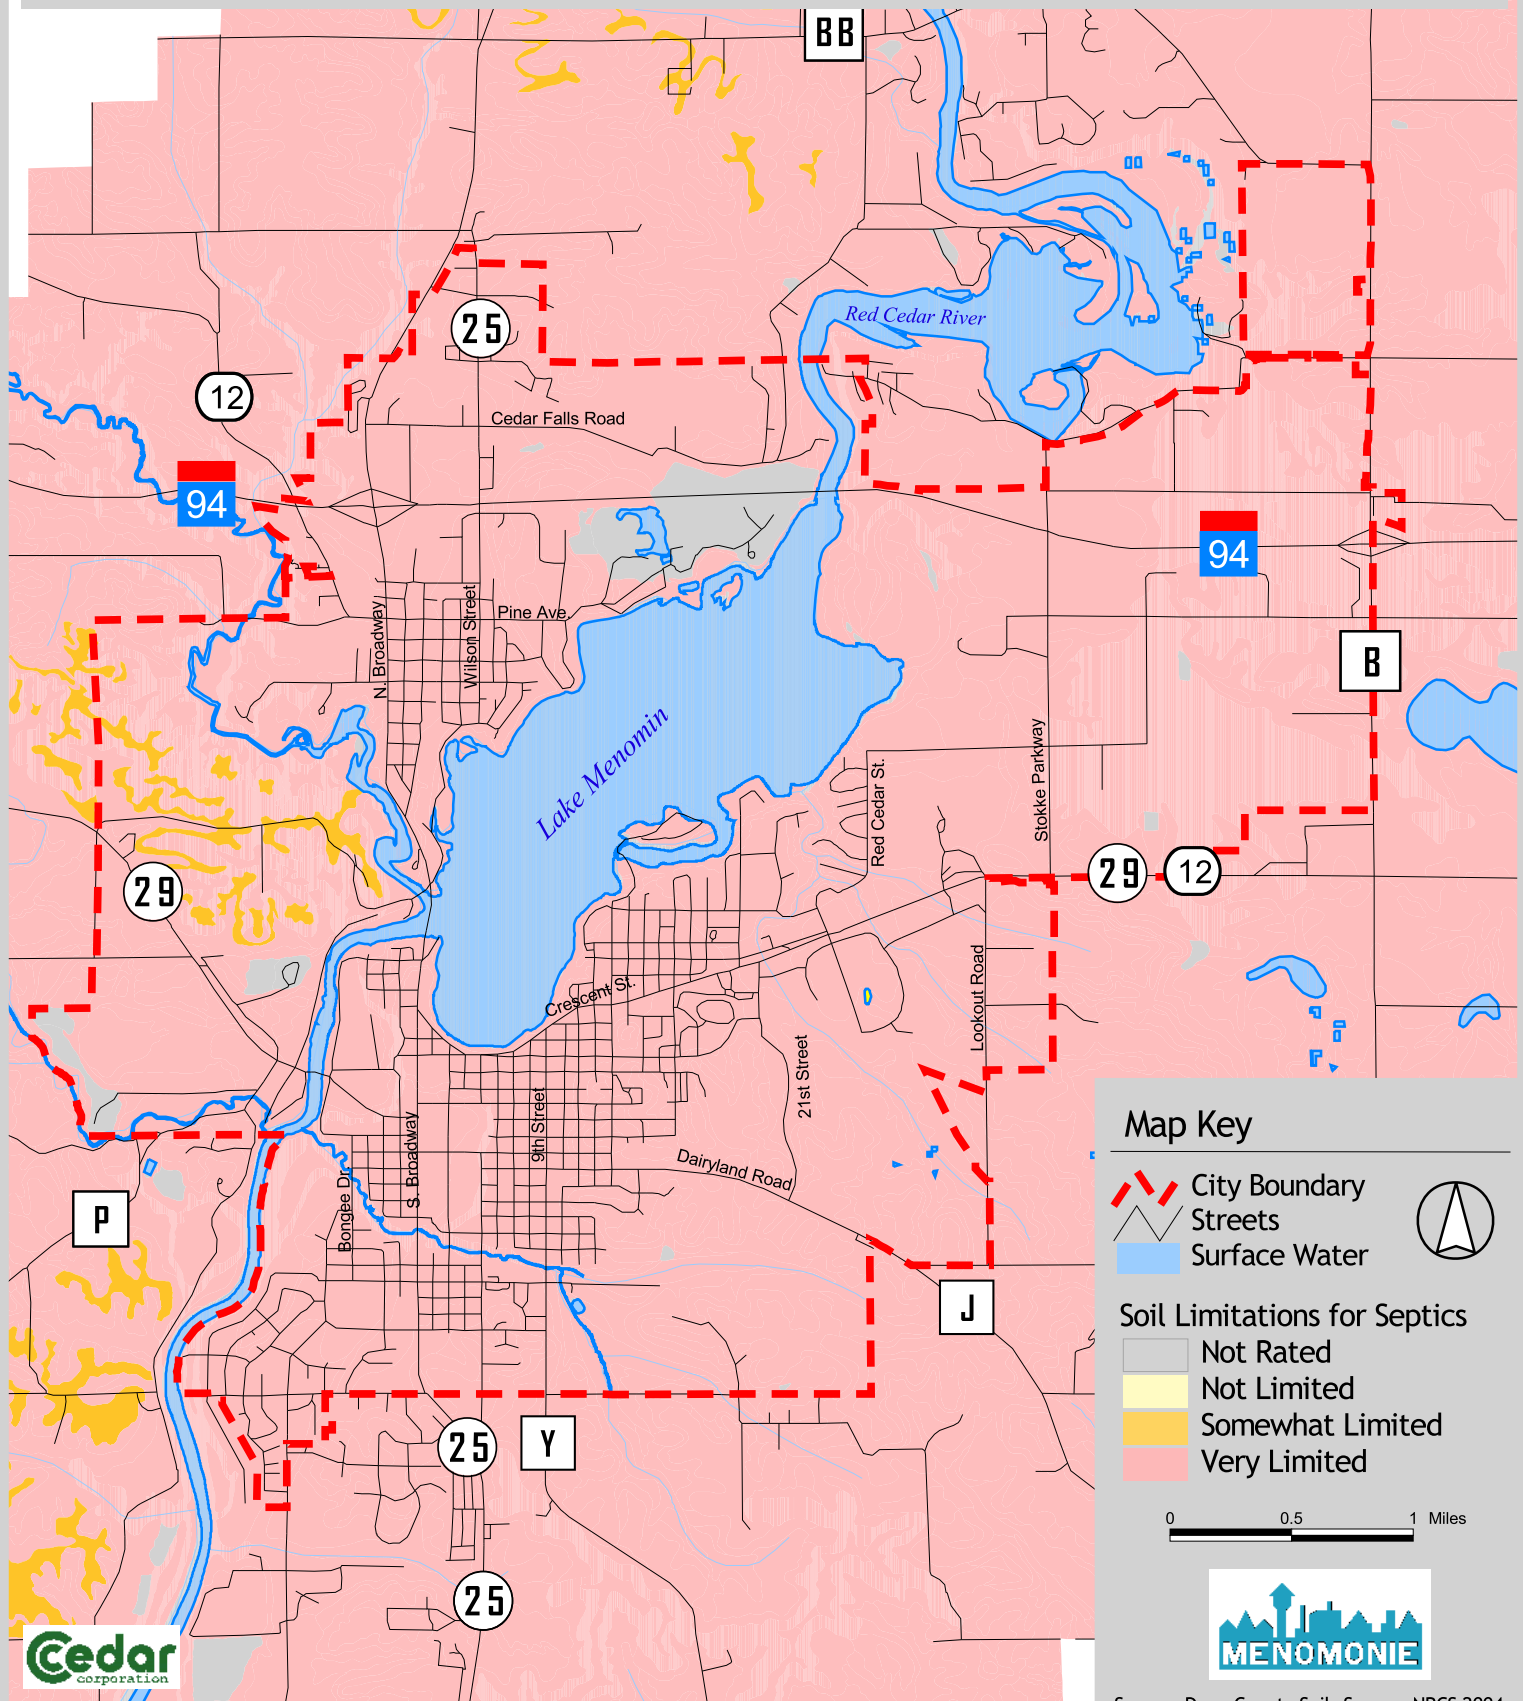 BB
Red Cedar River
25
12
Cedar Falls Road
94
94
N. Broadway
Wilson Street
Pine Ave.
B
Lake Menomin
Stokke Parkway
Red Cedar St.
29
12
29
Lookout Road
Crescent St.
21st Street
9th Street
S. Broadway
Bongee Dr.
Dairyland Road
P
J
25
Y
25
Map Key
City Boundary
Streets
Surface Water
Soil Limitations for Septics
Not Rated
Not Limited
Somewhat Limited
Very Limited
0 0.5 1 Miles
MENOMONIE
Cedar
corporation